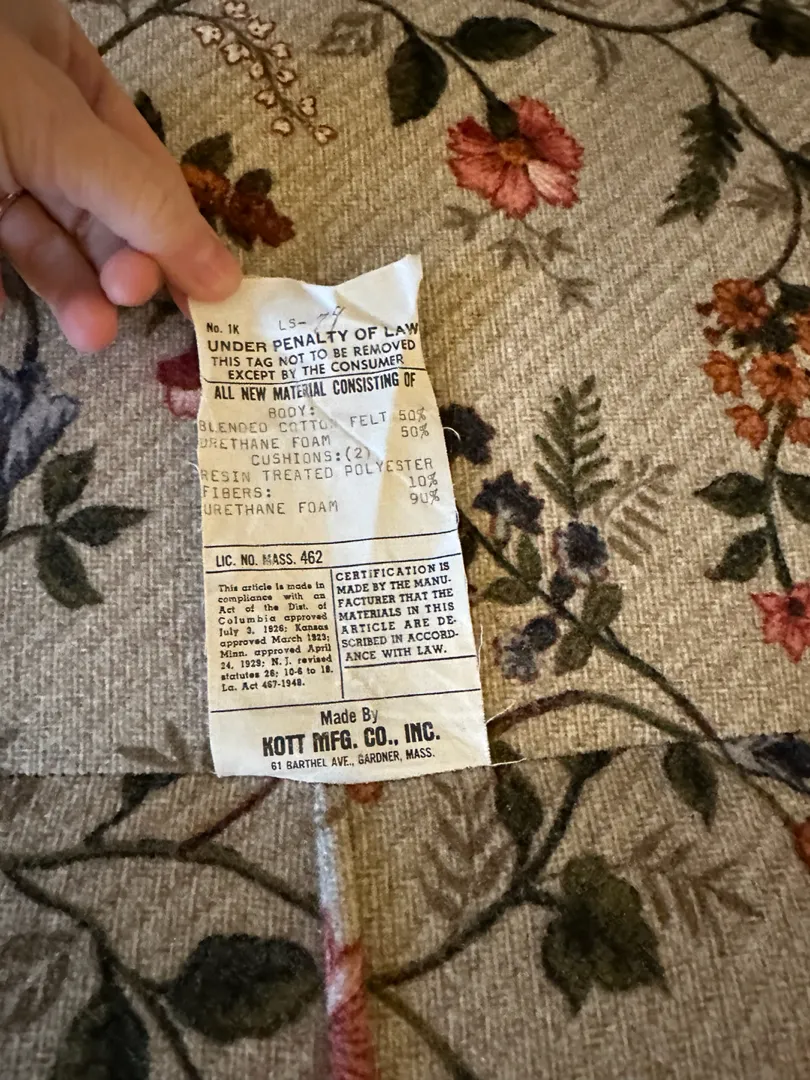 No. 1K LS- 79
UNDER PENALTY OF LAW
THIS TAG NOT TO BE REMOVED
EXCEPT BY THE CONSUMER
ALL NEW MATERIAL CONSISTING OF
BODY:
BLENDED COTTON FELT 50%
URETHANE FOAM 50%
CUSHIONS:(2)
RESIN TREATED POLYESTER
FIBERS: 10%
URETHANE FOAM 90%
LIC. NO. MASS. 462
This article is made in
compliance with an
Act of the Dist. of
Columbia approved
July 3, 1926; Kansas
approved March 1923;
Minn. approved April
24, 1929; N. J. revised
statutes 26; 10-6 to 18.
La. Act 467-1948.
CERTIFICATION IS
MADE BY THE MANU-
FACTURER THAT THE
MATERIALS IN THIS
ARTICLE ARE DE-
SCRIBED IN ACCORD-
ANCE WITH LAW.
Made By
KOTT MFG. CO., INC.
61 BARTHEL AVE., GARDNER, MASS.